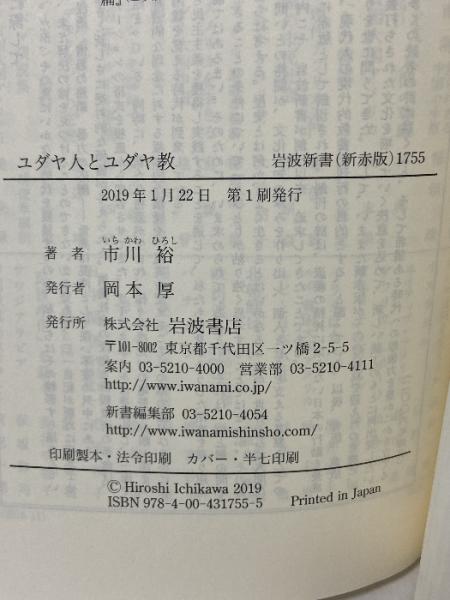 ユダヤ人とユダヤ教 岩波新書(新赤版)1755
2019年1月22日 第1刷発行
いち かわ ひろし
著者 市川 裕
発行者 岡本 厚
発行所 株式会社 岩波書店
〒101-8002 東京都千代田区一ツ橋2-5-5
案内 03-5210-4000 営業部 03-5210-4111
http://www.iwanami.co.jp/
新書編集部 03-5210-4054
http://www.iwanamishinsho.com/
印刷製本・法令印刷 カバー・半七印刷
© Hiroshi Ichikawa 2019
ISBN 978-4-00-431755-5 Printed in Japan